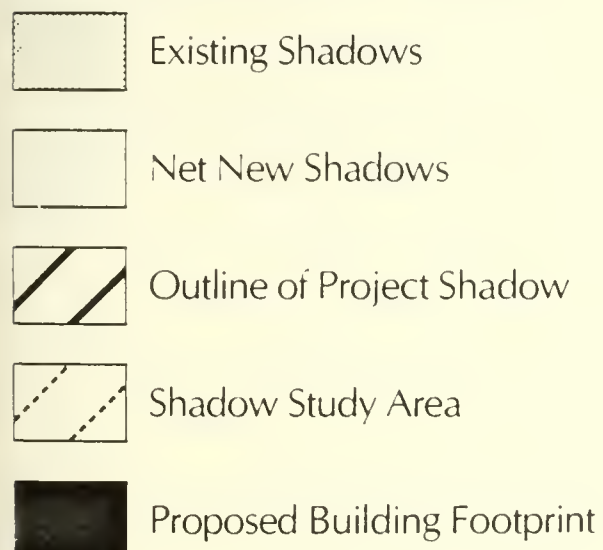 Existing Shadows
Net New Shadows
Outline of Project Shadow
Shadow Study Area
Proposed Building Footprint